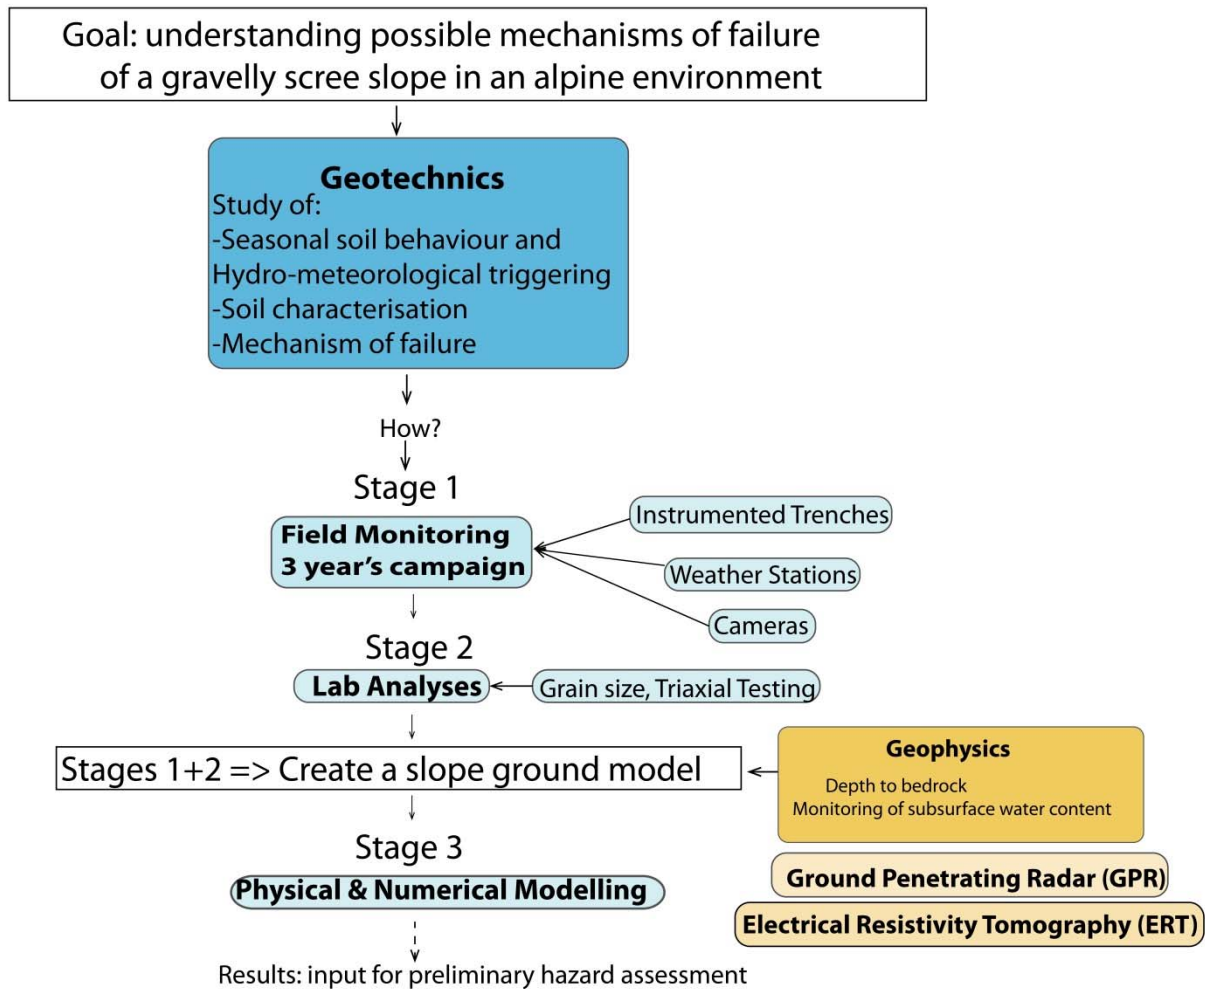 Goal: understanding possible mechanisms of failure
of a gravelly scree slope in an alpine environment
Geotechnics
Study of:
-Seasonal soil behaviour and
Hydro-meteorological triggering
-Soil characterisation
-Mechanism of failure
How?
Stage 1
Field Monitoring
3 year’s campaign
Instrumented Trenches
Weather Stations
Cameras
Stage 2
Lab Analyses
Grain size, Triaxial Testing
Stages 1+2 => Create a slope ground model
Geophysics
Depth to bedrock
Monitoring of subsurface water content
Ground Penetrating Radar (GPR)
Electrical Resistivity Tomography (ERT)
Stage 3
Physical & Numerical Modelling
Results: input for preliminary hazard assessment